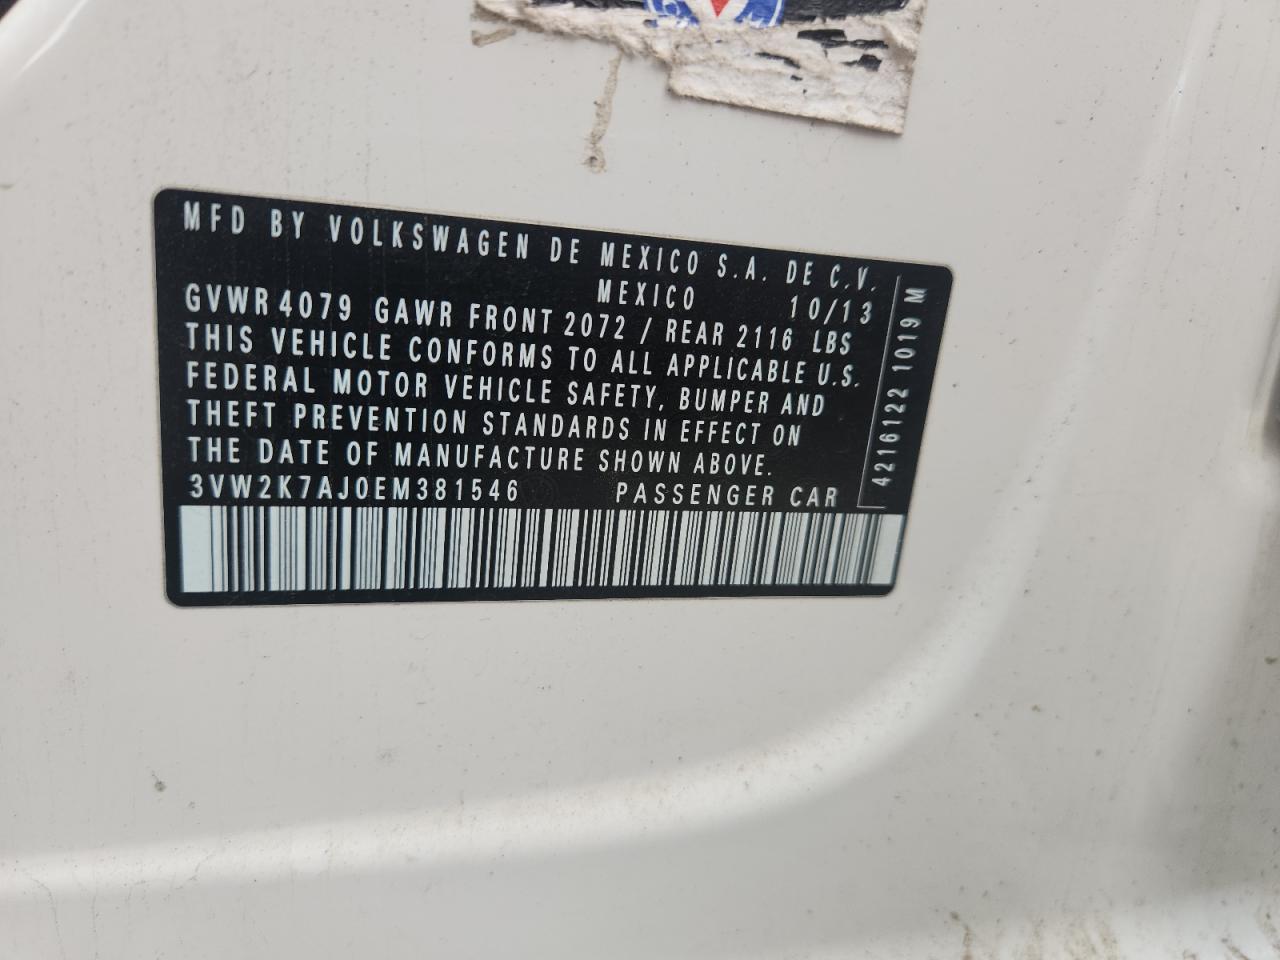 MFD BY VOLKSWAGEN DE MEXICO S.A. DE C.V.
MEXICO 10/13
GVWR 4079 GAWR FRONT 2072 / REAR 2116 LBS
THIS VEHICLE CONFORMS TO ALL APPLICABLE U.S.
FEDERAL MOTOR VEHICLE SAFETY, BUMPER AND
THEFT PREVENTION STANDARDS IN EFFECT ON
THE DATE OF MANUFACTURE SHOWN ABOVE.
3VW2K7AJ0EM381546 PASSENGER CAR
4216122 1019 M